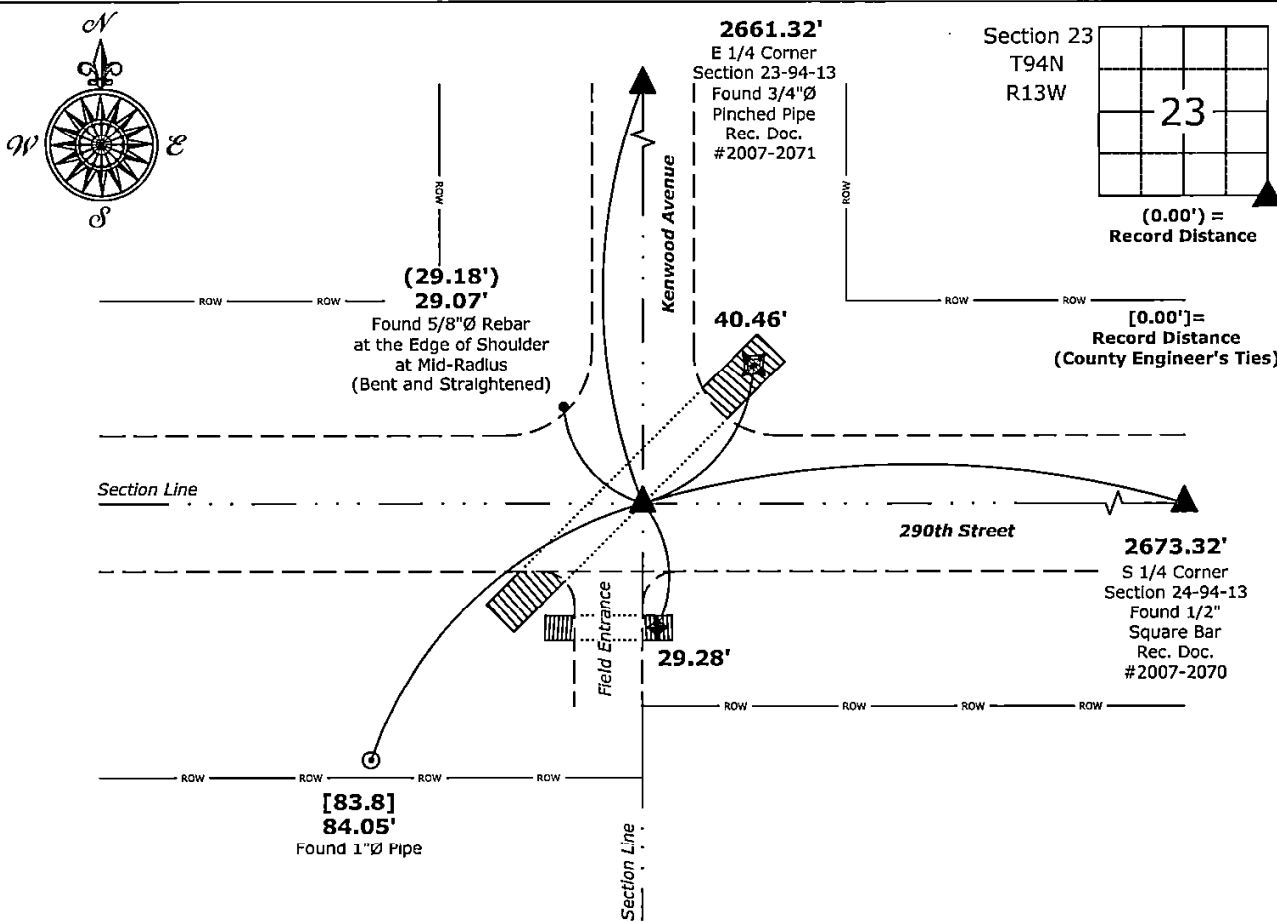 N
W
E
S
2661.32'
E 1/4 Corner
Section 23-94-13
Found 3/4"Ø
Pinched Pipe
Rec. Doc.
#2007-2071
Section 23
T94N
R13W
23
(0.00') =
Record Distance
[0.00']=
Record Distance
(County Engineer's Ties)
ROW
ROW
Kenwood Avenue
ROW
ROW
ROW
ROW
(29.18')
29.07'
Found 5/8"Ø Rebar
at the Edge of Shoulder
at Mid-Radius
(Bent and Straightened)
40.46'
Section Line
290th Street
2673.32'
S 1/4 Corner
Section 24-94-13
Found 1/2"
Square Bar
Rec. Doc.
#2007-2070
Field Entrance
29.28'
ROW
ROW
ROW
ROW
ROW
ROW
ROW
ROW
[83.8]
84.05'
Found 1"Ø Pipe
Section Line